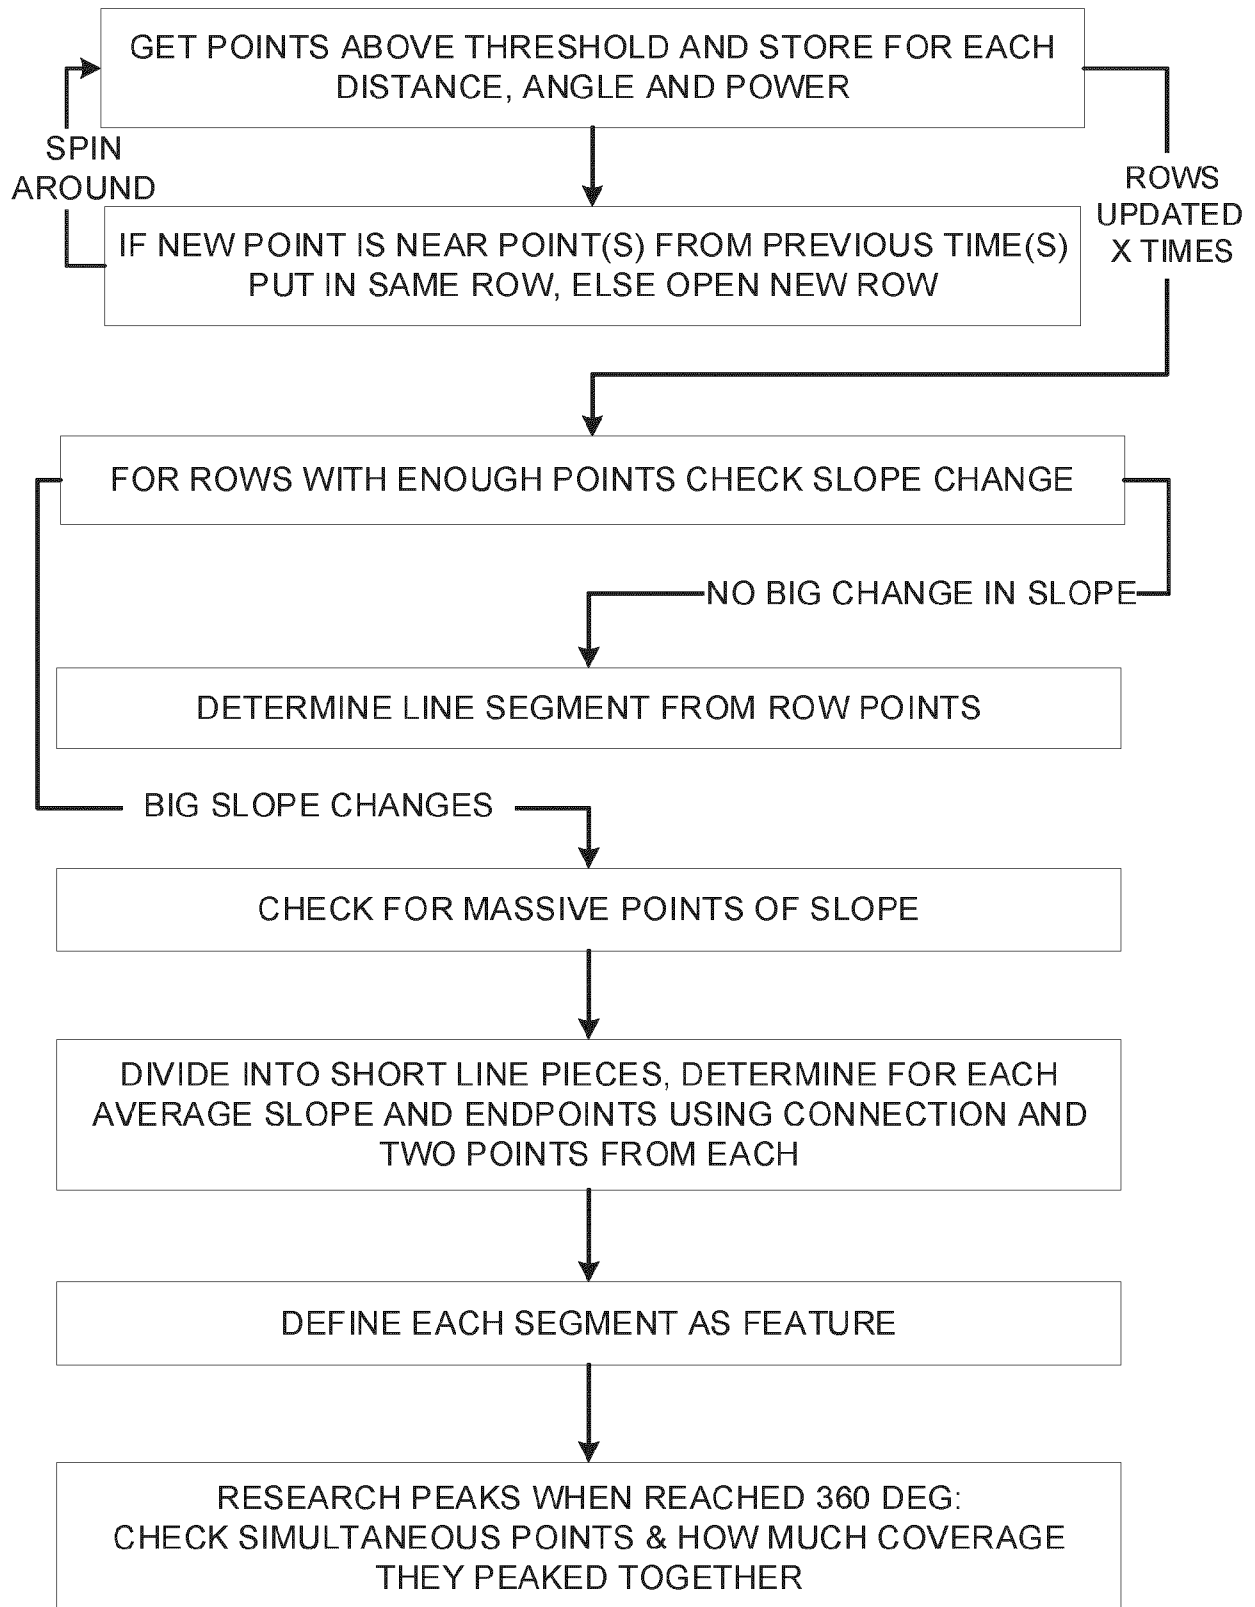 GET POINTS ABOVE THRESHOLD AND STORE FOR EACH
DISTANCE, ANGLE AND POWER
SPIN
AROUND
ROWS
UPDATED
X TIMES
IF NEW POINT IS NEAR POINT(S) FROM PREVIOUS TIME(S)
PUT IN SAME ROW, ELSE OPEN NEW ROW
FOR ROWS WITH ENOUGH POINTS CHECK SLOPE CHANGE
NO BIG CHANGE IN SLOPE
DETERMINE LINE SEGMENT FROM ROW POINTS
BIG SLOPE CHANGES
CHECK FOR MASSIVE POINTS OF SLOPE
DIVIDE INTO SHORT LINE PIECES, DETERMINE FOR EACH
AVERAGE SLOPE AND ENDPOINTS USING CONNECTION AND
TWO POINTS FROM EACH
DEFINE EACH SEGMENT AS FEATURE
RESEARCH PEAKS WHEN REACHED 360 DEG:
CHECK SIMULTANEOUS POINTS & HOW MUCH COVERAGE
THEY PEAKED TOGETHER